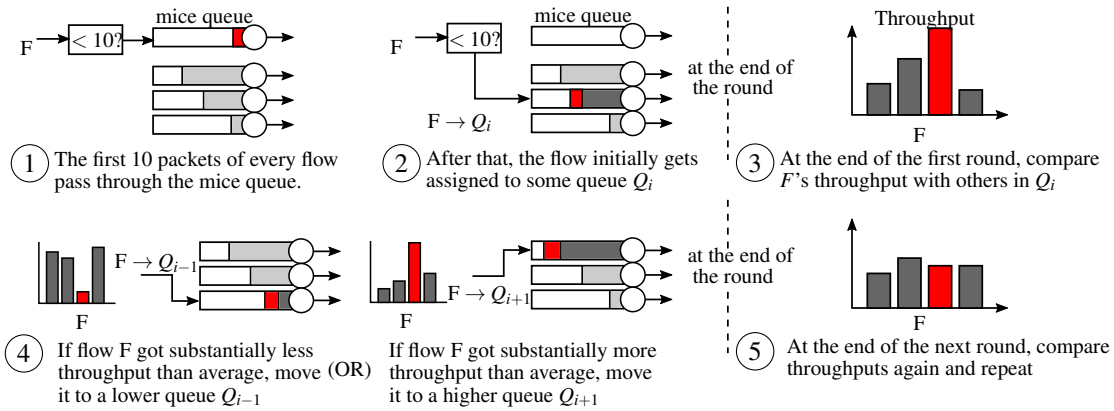 mice queue
F
< 10?
1
The first 10 packets of every flow
pass through the mice queue.
mice queue
F
< 10?
F → Qᵢ
2
After that, the flow initially gets
assigned to some queue Qᵢ
at the end of
the round
Throughput
F
3
At the end of the first round, compare
F's throughput with others in Qᵢ
F → Qᵢ₋₁
F
4
If flow F got substantially less
throughput than average, move
it to a lower queue Qᵢ₋₁
(OR)
F → Qᵢ₊₁
F
If flow F got substantially more
throughput than average, move
it to a higher queue Qᵢ₊₁
at the end of
the round
F
5
At the end of the next round, compare
throughputs again and repeat